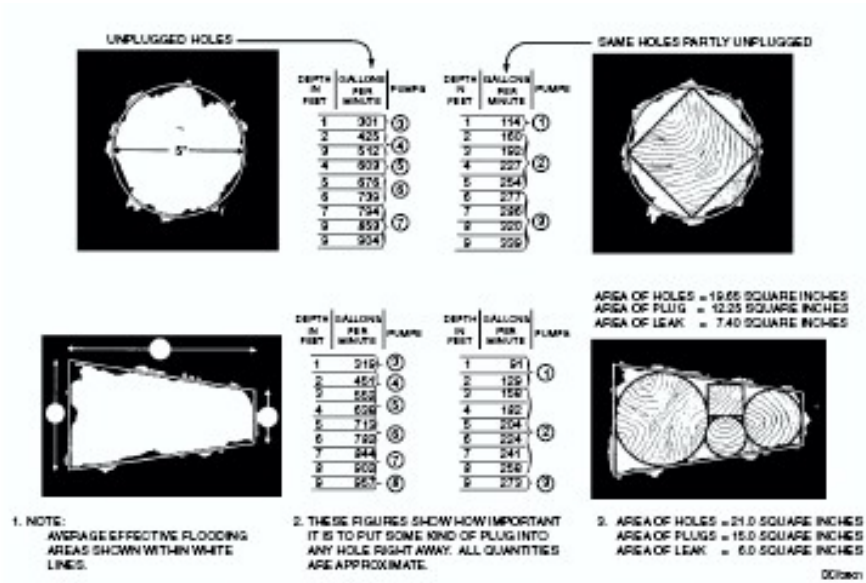 UNPLUGGED HOLES
SAME HOLES PARTLY UNPLUGGED
DEPTH IN FEET GALLONS PER MINUTE PUMPS
1 301 3
2 425
3 512 4
4 603 5
5 676
6 739 6
7 794
8 853 7
9 904
DEPTH IN FEET GALLONS PER MINUTE PUMPS
1 114 1
2 160
3 192
4 227 2
5 254
6 277
7 296
8 320 3
9 339
5"
AREA OF HOLES = 19.65 SQUARE INCHES
AREA OF PLUG = 12.25 SQUARE INCHES
AREA OF LEAK = 7.40 SQUARE INCHES
DEPTH IN FEET GALLONS PER MINUTE PUMPS
1 319 3
2 451 4
3 553
4 638 5
5 713
6 782 6
7 844
8 902 7
9 957 8
DEPTH IN FEET GALLONS PER MINUTE PUMPS
1 91
2 129 1
3 158
4 182
5 204
6 224 2
7 241
8 258
9 273 3
1. NOTE:
AVERAGE EFFECTIVE FLOODING
AREAS SHOWN WITHIN WHITE
LINES.
2. THESE FIGURES SHOW HOW IMPORTANT
IT IS TO PUT SOME KIND OF PLUG INTO
ANY HOLE RIGHT AWAY. ALL QUANTITIES
ARE APPROXIMATE.
3. AREA OF HOLES = 21.0 SQUARE INCHES
AREA OF PLUGS = 15.0 SQUARE INCHES
AREA OF LEAK = 6.0 SQUARE INCHES